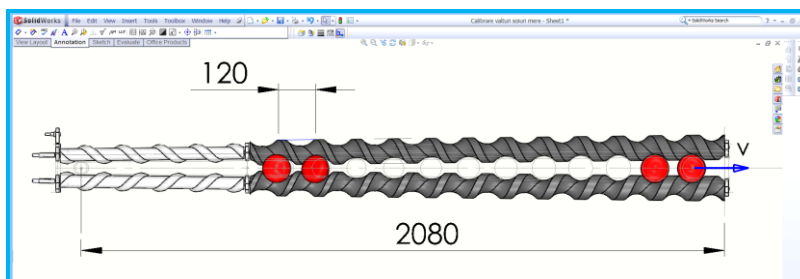 SolidWorks File Edit View Insert Tools Toolbox Window Help Calibrare valturi soiuri mere - Sheet1 * SolidWorks Search
View Layout Annotation Sketch Evaluate Office Products
120
V
2080